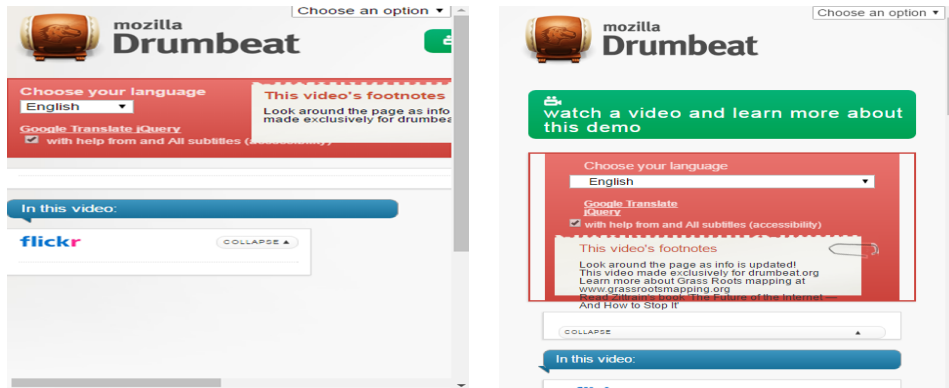 Choose an option
mozilla
Drumbeat
Choose your language
English
Google Translate jQuery
with help from and All subtitles (accessibility)
This video's footnotes
Look around the page as info
made exclusively for drumbea
In this video:
flickr
COLLAPSE
Choose an option
mozilla
Drumbeat
watch a video and learn more about
this demo
Choose your language
English
Google Translate
jQuery
with help from and All subtitles (accessibility)
This video's footnotes
Look around the page as info is updated!
This video made exclusively for drumbeat.org
Learn more about Grass Roots mapping at
www.grassrootsmapping.org
Read Zittrain's book 'The Future of the Internet —
And How to Stop It'
COLLAPSE
In this video: